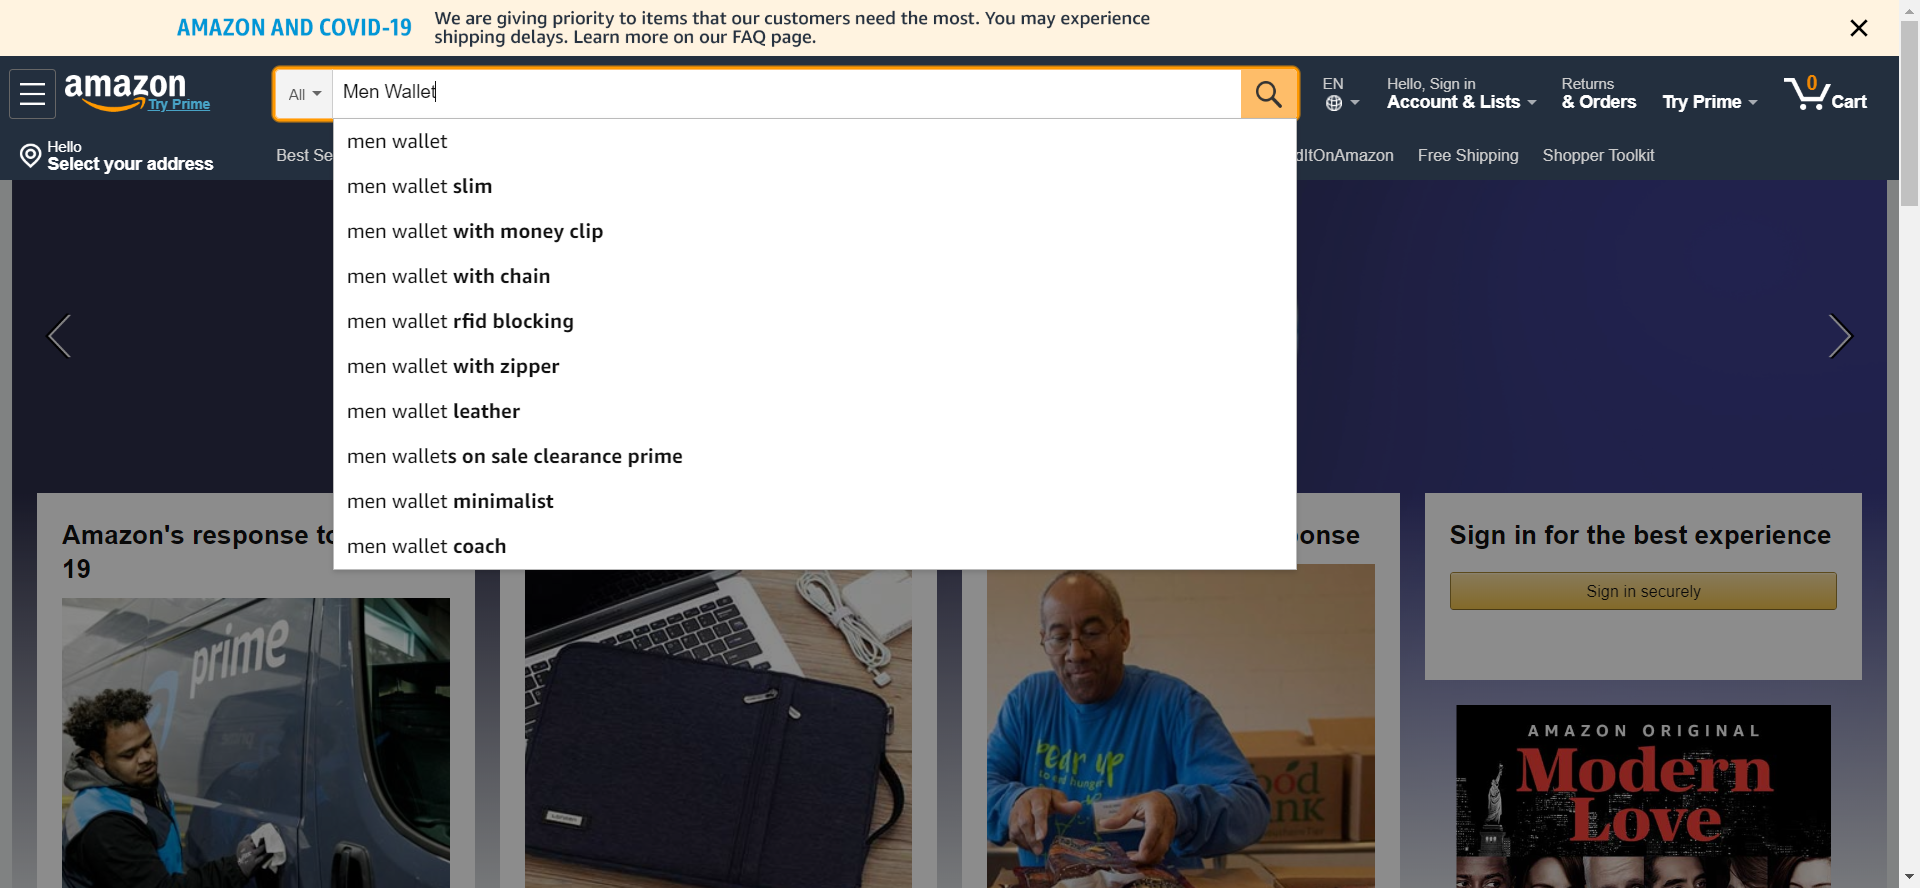 AMAZON AND COVID-19
We are giving priority to items that our customers need the most. You may experience
shipping delays. Learn more on our FAQ page.
amazon
Try Prime
All
Men Wallet
EN
Hello, Sign in
Account & Lists
Returns
& Orders
Try Prime
0
Cart
Hello
Select your address
Best Se
dItOnAmazon
Free Shipping
Shopper Toolkit
men wallet
men wallet slim
men wallet with money clip
men wallet with chain
men wallet rfid blocking
men wallet with zipper
men wallet leather
men wallets on sale clearance prime
men wallet minimalist
men wallet coach
Amazon's response to
19
onse
Sign in for the best experience
Sign in securely
prime
pear up
to end hunger
AMAZON ORIGINAL
Modern
Love